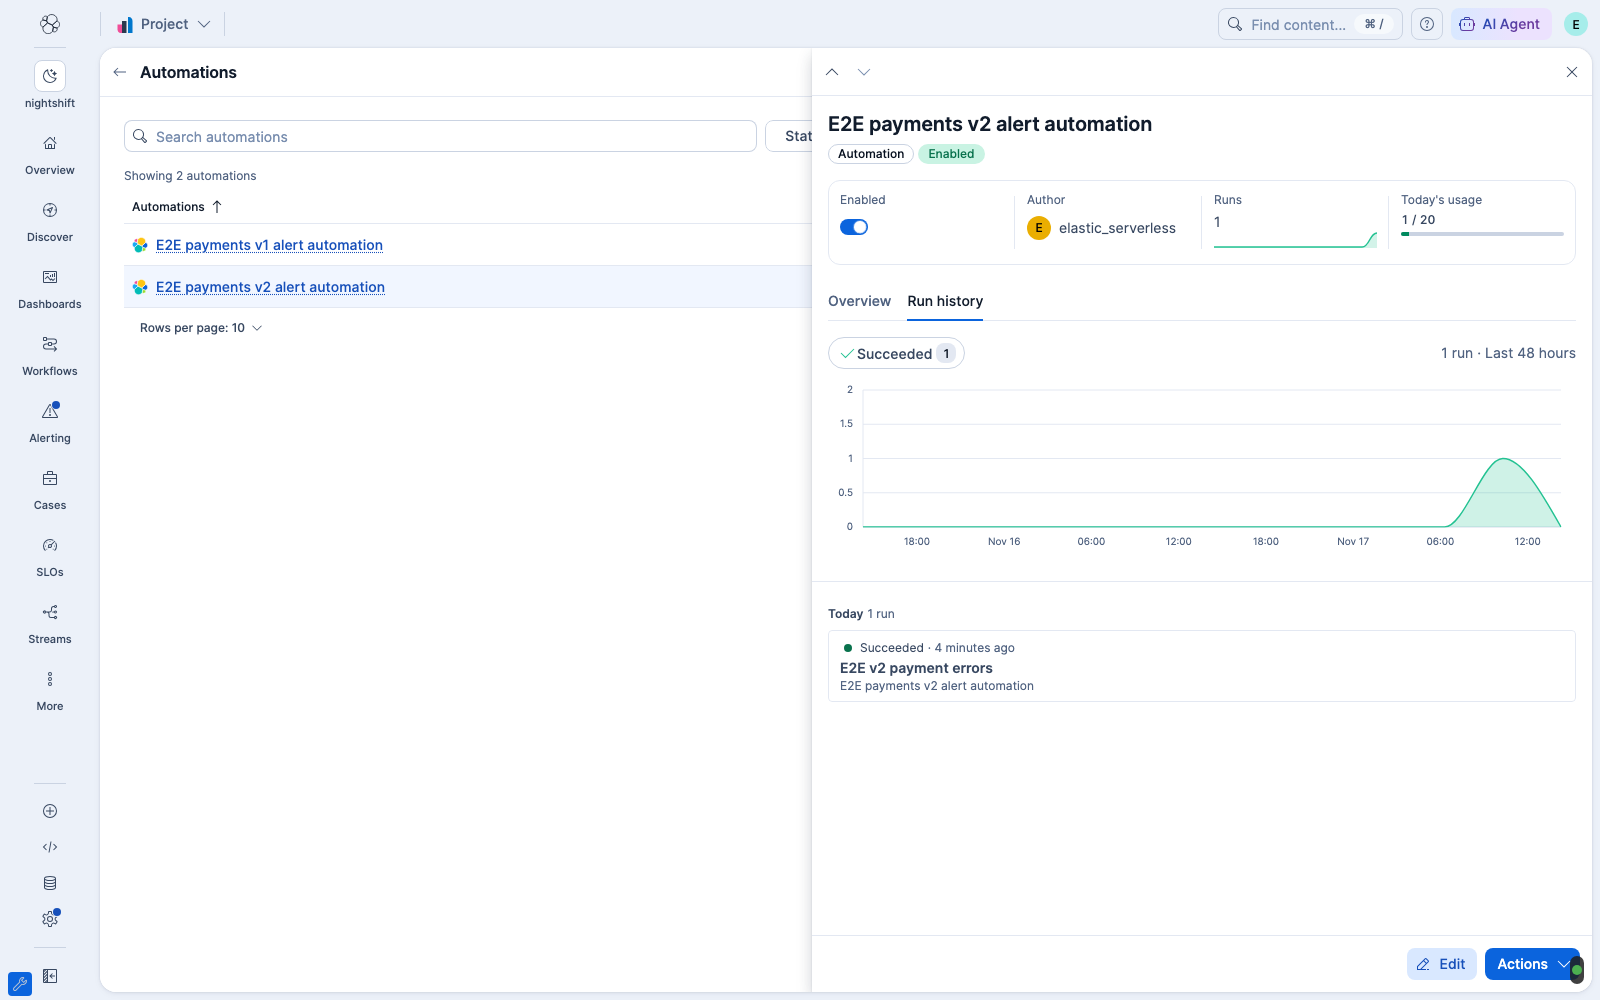 Project
Find content...
⌘ /
AI Agent
E
nightshift
Overview
Discover
Dashboards
Workflows
Alerting
Cases
SLOs
Streams
More
Automations
Search automations
Showing 2 automations
Automations
E2E payments v1 alert automation
E2E payments v2 alert automation
Rows per page: 10
E2E payments v2 alert automation
Automation
Enabled
Enabled
Author
E
elastic_serverless
Runs
1
Today's usage
1 / 20
Overview
Run history
Succeeded 1
1 run · Last 48 hours
2
1.5
1
0.5
0
18:00
Nov 16
06:00
12:00
18:00
Nov 17
06:00
12:00
Today 1 run
Succeeded · 4 minutes ago
E2E v2 payment errors
E2E payments v2 alert automation
Edit
Actions